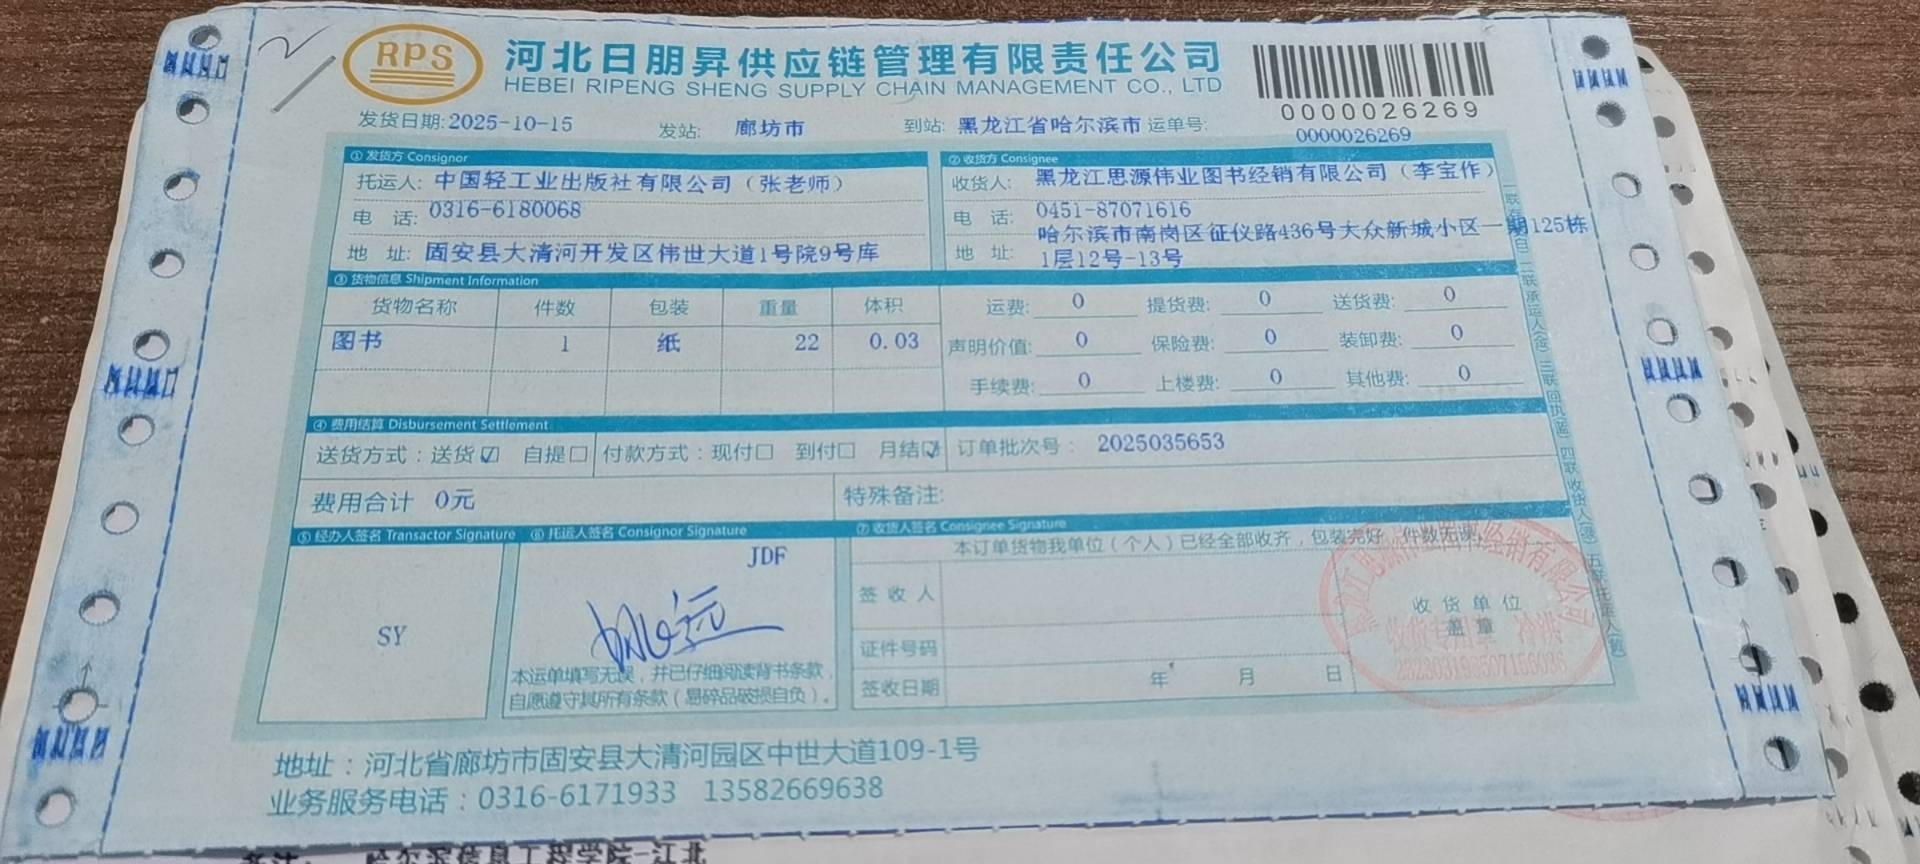 RPS
河北日朋昇供应链管理有限责任公司
HEBEI RIPENG SHENG SUPPLY CHAIN MANAGEMENT CO., LTD
0000026269
发货日期:2025-10-15 发站: 廊坊市 到站: 黑龙江省哈尔滨市 运单号: 0000026269
① 发货方 Consignor
托运人: 中国轻工业出版社有限公司（张老师）
电 话: 0316-6180068
地 址: 固安县大清河开发区伟世大道1号院9号库
② 收货方 Consignee
收货人: 黑龙江思源伟业图书经销有限公司（李宝作）
电 话: 0451-87071616
地 址: 哈尔滨市南岗区征仪路436号大众新城小区一期125栋
1层12号-13号
③ 货物信息 Shipment Information
货物名称 件数 包装 重量 体积
图书 1 纸 22 0.03
运费: 0 提货费: 0 送货费: 0
声明价值: 0 保险费: 0 装卸费: 0
手续费: 0 上楼费: 0 其他费: 0
④ 费用结算 Disbursement Settlement
送货方式：送货☑ 自提☐ 付款方式：现付☐ 到付☐ 月结☑ 订单批次号： 2025035653
费用合计 0元 特殊备注:
⑤ 经办人签名 Transactor Signature
SY
⑥ 托运人签名 Consignor Signature
JDF
本运单填写无误，并已仔细阅读背书条款，
自愿遵守其所有条款（易碎品破损自负）。
⑦ 收货人签名 Consignee Signature
本订单货物我单位（个人）已经全部收齐，包装完好 件数无误。
签 收 人
证件号码
签收日期 年 月 日
收 货 单 位
盖 章
地址：河北省廊坊市固安县大清河园区中世大道109-1号
业务服务电话：0316-6171933 13582669638
哈尔滨信息工程学院-江北